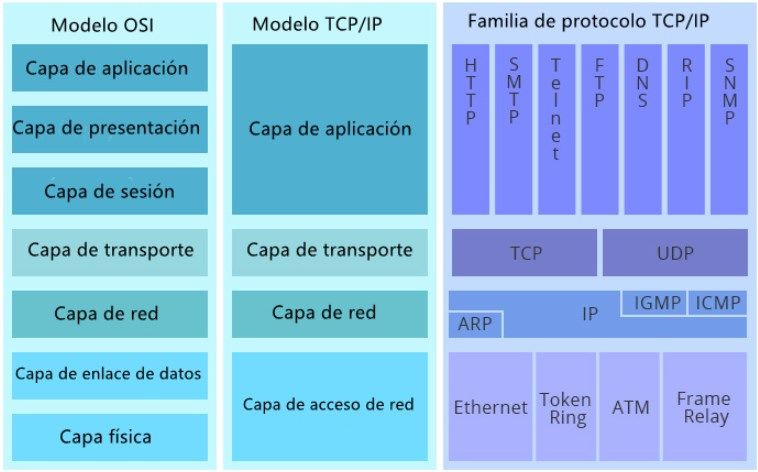 Modelo OSI
Capa de aplicación
Capa de presentación
Capa de sesión
Capa de transporte
Capa de red
Capa de enlace de datos
Capa física
Modelo TCP/IP
Capa de aplicación
Capa de transporte
Capa de red
Capa de acceso de red
Familia de protocolo TCP/IP
HTTP
SMTP
Telnet
FTP
DNS
RIP
SNMP
TCP
UDP
ARP
IP
IGMP
ICMP
Ethernet
Token
Ring
ATM
Frame
Relay